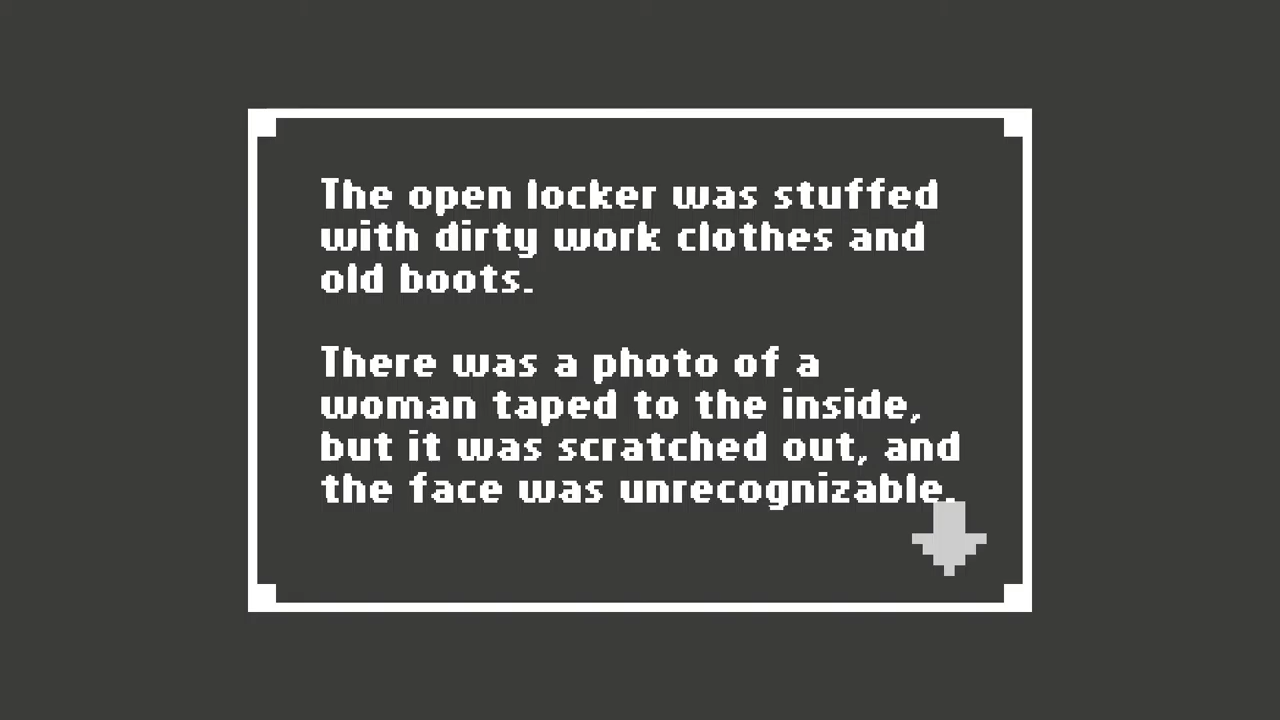 The open locker was stuffed
with dirty work clothes and
old boots.
There was a photo of a
woman taped to the inside,
but it was scratched out, and
the face was unrecognizable.